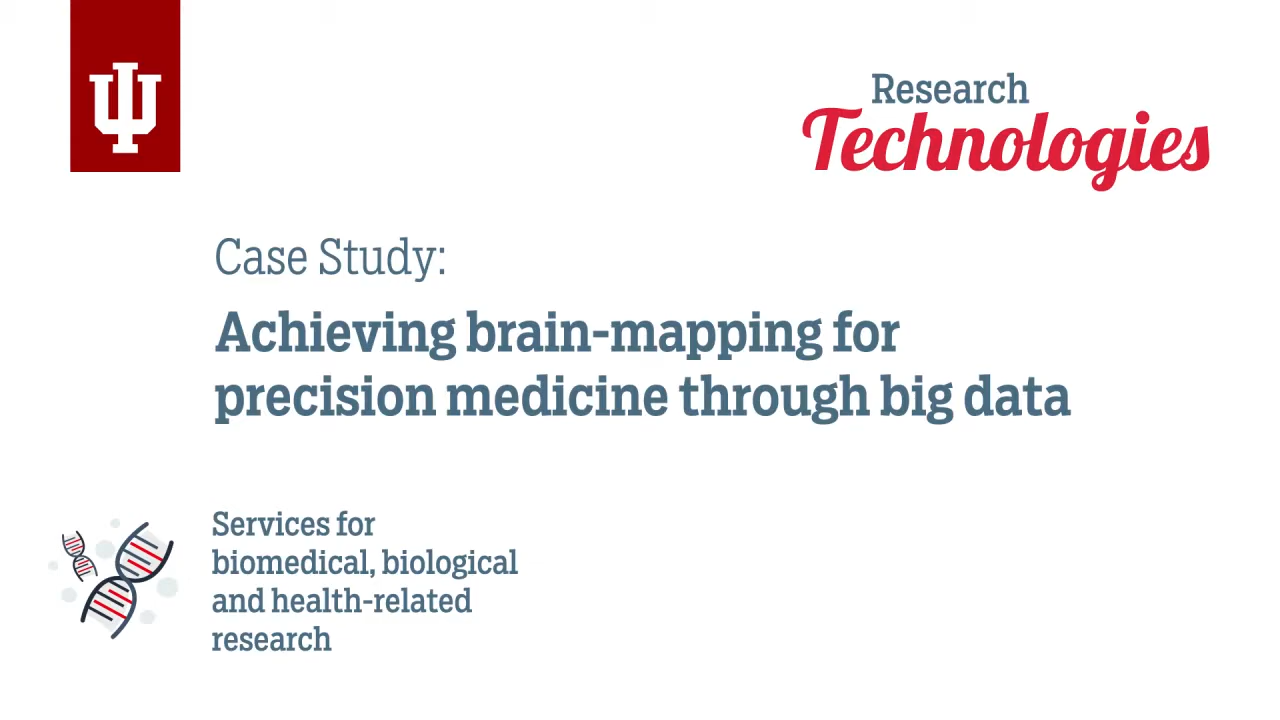 IU
Research
Technologies
Case Study:
Achieving brain-mapping for
precision medicine through big data
Services for
biomedical, biological
and health-related
research